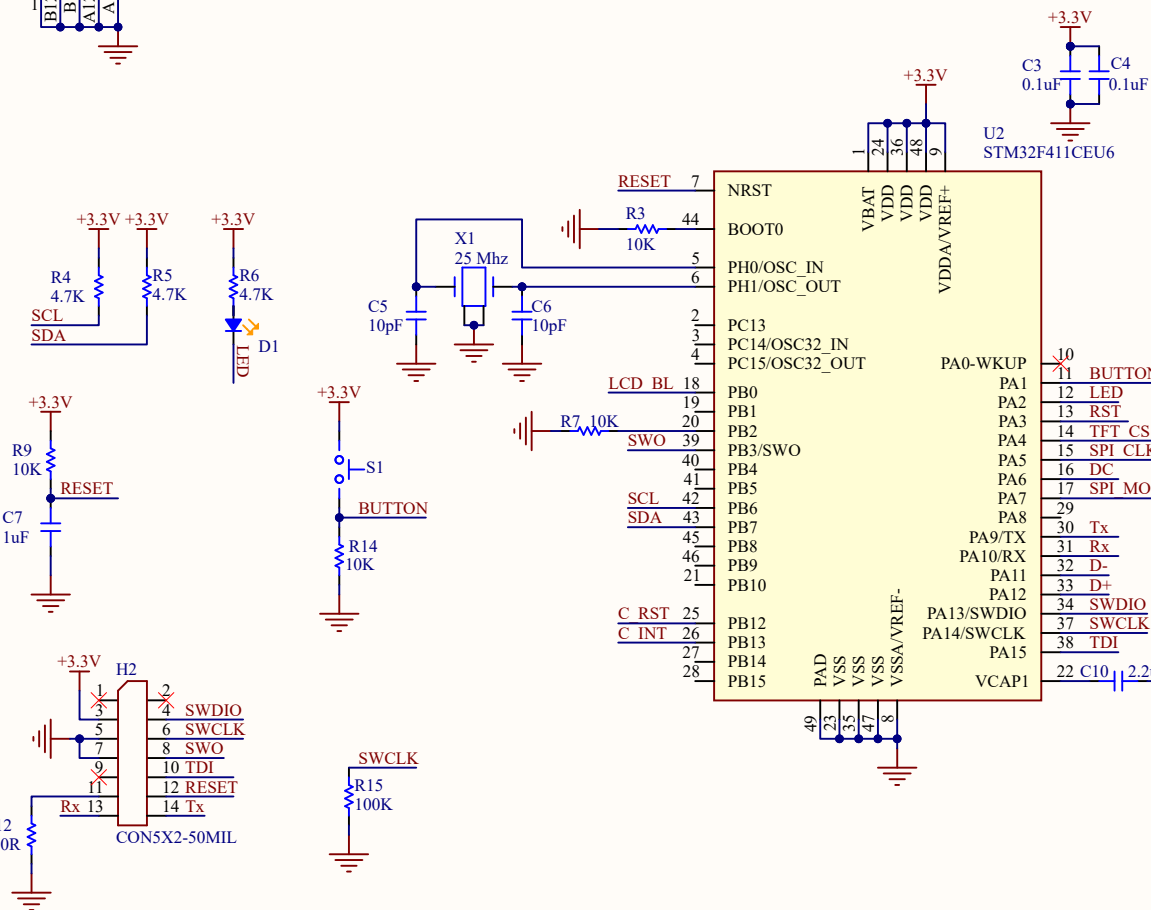 +3.3V
C3
0.1uF
C4
0.1uF
+3.3V
U2
STM32F411CEU6
1
24
36
48
9
VBAT
VDD
VDD
VDD
VDDA/VREF+
RESET 7 NRST
R3
10K
44 BOOT0
X1
25 Mhz
5 PH0/OSC_IN
6 PH1/OSC_OUT
C5
10pF
C6
10pF
2 PC13
3 PC14/OSC32_IN
4 PC15/OSC32_OUT
LCD_BL 18 PB0
19 PB1
R7 10K 20 PB2
SWO 39 PB3/SWO
40 PB4
41 PB5
SCL 42 PB6
SDA 43 PB7
45 PB8
46 PB9
21 PB10
C_RST 25 PB12
C_INT 26 PB13
27 PB14
28 PB15
PA0-WKUP 10
PA1 11 BUTTON
PA2 12 LED
PA3 13 RST
PA4 14 TFT_CS
PA5 15 SPI_CLK
PA6 16 DC
PA7 17 SPI_MO
PA8 29
PA9/TX 30 Tx
PA10/RX 31 Rx
PA11 32 D-
PA12 33 D+
PA13/SWDIO 34 SWDIO
PA14/SWCLK 37 SWCLK
PA15 38 TDI
VCAP1 22 C10 2.2
PAD
VSS
VSS
VSS
VSSA/VREF-
49
23
35
47
8
+3.3V +3.3V +3.3V
R4
4.7K
R5
4.7K
R6
4.7K
SCL
SDA
D1
LED
+3.3V
R9
10K
RESET
C7
1uF
+3.3V
S1
BUTTON
R14
10K
+3.3V
H2
1 2
3 4 SWDIO
5 6 SWCLK
7 8 SWO
9 10 TDI
11 12 RESET
Rx 13 14 Tx
CON5X2-50MIL
SWCLK
R15
100K